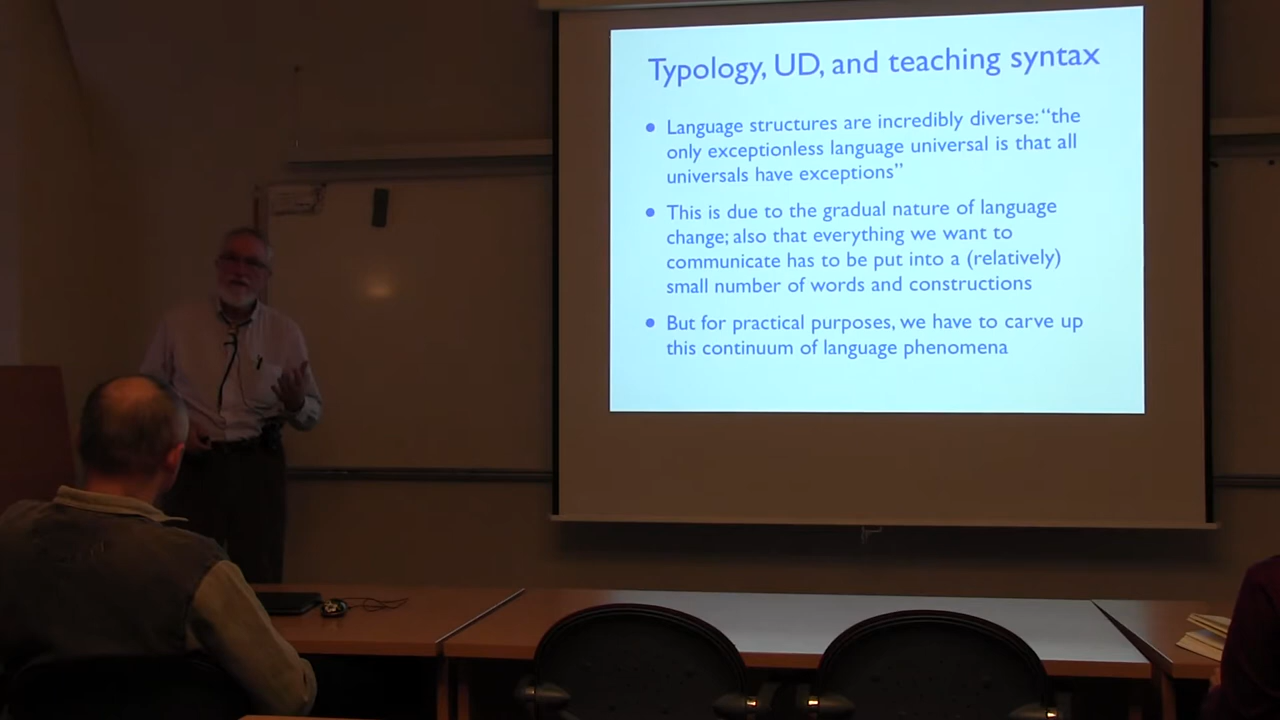 Typology, UD, and teaching syntax
• Language structures are incredibly diverse: “the
only exceptionless language universal is that all
universals have exceptions”
• This is due to the gradual nature of language
change; also that everything we want to
communicate has to be put into a (relatively)
small number of words and constructions
• But for practical purposes, we have to carve up
this continuum of language phenomena